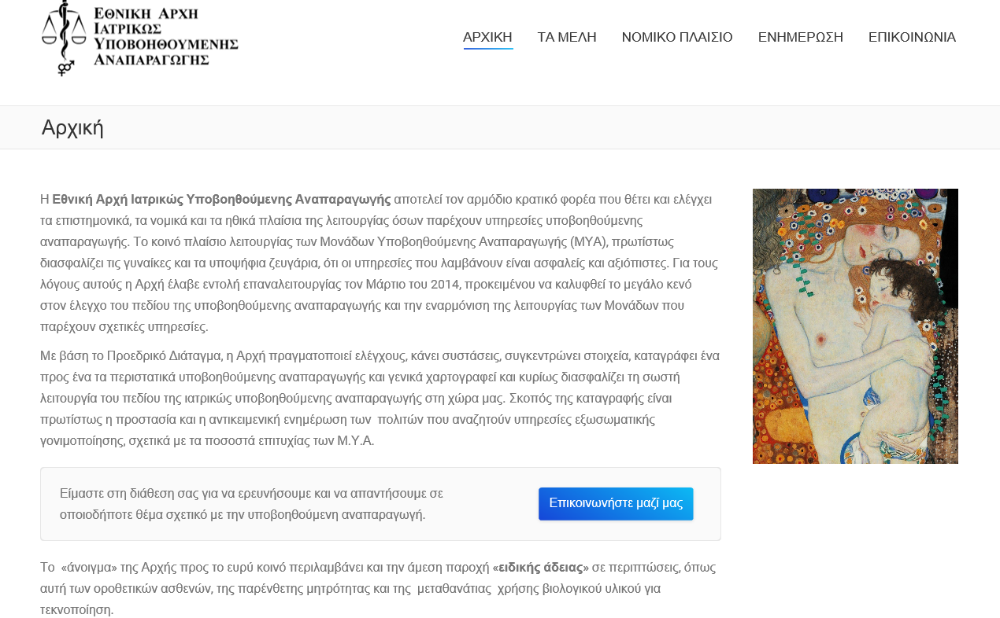 ΕΘΝΙΚΗ ΑΡΧΗ
ΙΑΤΡΙΚΩΣ
ΥΠΟΒΟΗΘΟΥΜΕΝΗΣ
ΑΝΑΠΑΡΑΓΩΓΗΣ
ΑΡΧΙΚΗ ΤΑ ΜΕΛΗ ΝΟΜΙΚΟ ΠΛΑΙΣΙΟ ΕΝΗΜΕΡΩΣΗ ΕΠΙΚΟΙΝΩΝΙΑ
Αρχική
Η Εθνική Αρχή Ιατρικώς Υποβοηθούμενης Αναπαραγωγής αποτελεί τον αρμόδιο κρατικό φορέα που θέτει και ελέγχει
τα επιστημονικά, τα νομικά και τα ηθικά πλαίσια της λειτουργίας όσων παρέχουν υπηρεσίες υποβοηθούμενης
αναπαραγωγής. Το κοινό πλαίσιο λειτουργίας των Μονάδων Υποβοηθούμενης Αναπαραγωγής (ΜΥΑ), πρωτίστως
διασφαλίζει τις γυναίκες και τα υποψήφια ζευγάρια, ότι οι υπηρεσίες που λαμβάνουν είναι ασφαλείς και αξιόπιστες. Για τους
λόγους αυτούς η Αρχή έλαβε εντολή επαναλειτουργίας τον Μάρτιο του 2014, προκειμένου να καλυφθεί το μεγάλο κενό
στον έλεγχο του πεδίου της υποβοηθούμενης αναπαραγωγής και την εναρμόνιση της λειτουργίας των Μονάδων που
παρέχουν σχετικές υπηρεσίες.
Με βάση το Προεδρικό Διάταγμα, η Αρχή πραγματοποιεί ελέγχους, κάνει συστάσεις, συγκεντρώνει στοιχεία, καταγράφει ένα
προς ένα τα περιστατικά υποβοηθούμενης αναπαραγωγής και γενικά χαρτογραφεί και κυρίως διασφαλίζει τη σωστή
λειτουργία του πεδίου της ιατρικώς υποβοηθούμενης αναπαραγωγής στη χώρα μας. Σκοπός της καταγραφής είναι
πρωτίστως η προστασία και η αντικειμενική ενημέρωση των πολιτών που αναζητούν υπηρεσίες εξωσωματικής
γονιμοποίησης, σχετικά με τα ποσοστά επιτυχίας των Μ.Υ.Α.
Είμαστε στη διάθεση σας για να ερευνήσουμε και να απαντήσουμε σε
οποιοδήποτε θέμα σχετικό με την υποβοηθούμενη αναπαραγωγή.
Επικοινωνήστε μαζί μας
Το «άνοιγμα» της Αρχής προς το ευρύ κοινό περιλαμβάνει και την άμεση παροχή «ειδικής άδειας» σε περιπτώσεις, όπως
αυτή των οροθετικών ασθενών, της παρένθετης μητρότητας και της μεταθανάτιας χρήσης βιολογικού υλικού για
τεκνοποίηση.